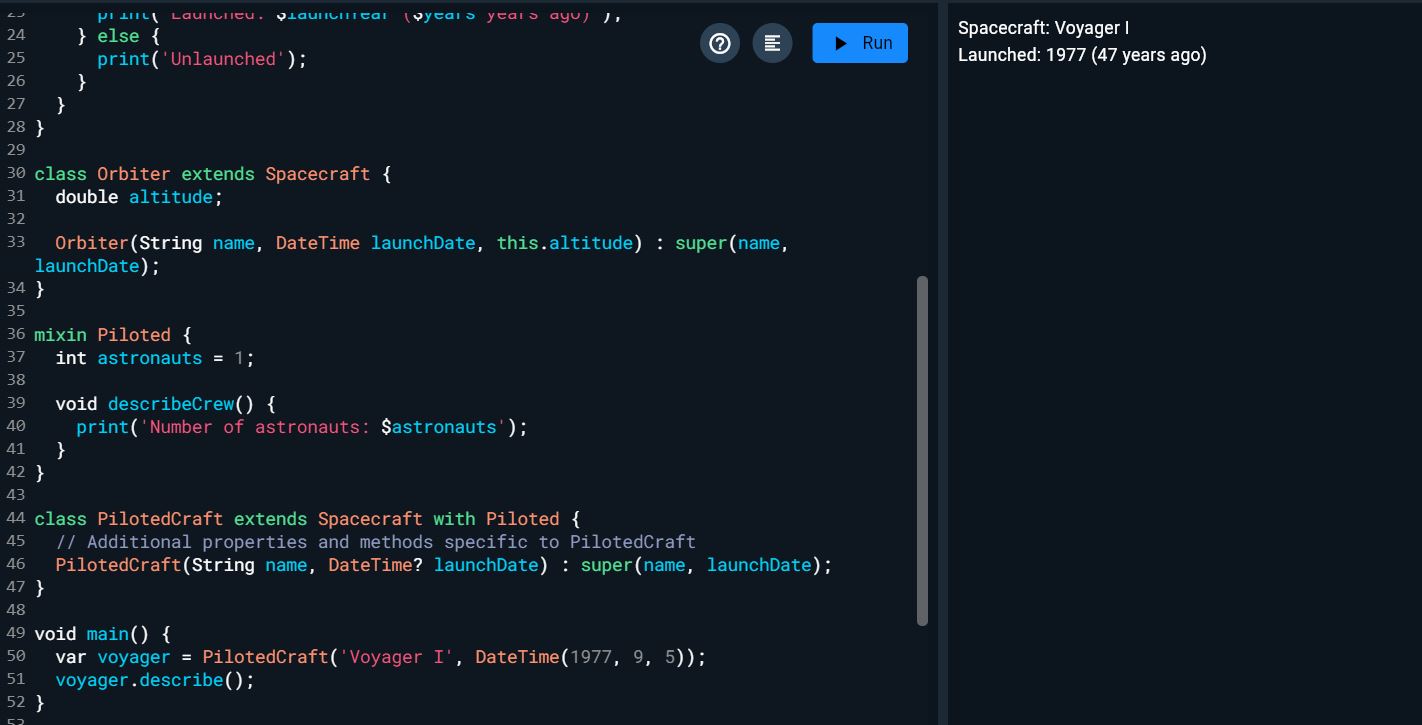 23 print('Launched: $launchYear ($years years ago)');
24 } else {
25 print('Unlaunched');
26 }
27 }
28 }
29
30 class Orbiter extends Spacecraft {
31 double altitude;
32
33 Orbiter(String name, DateTime launchDate, this.altitude) : super(name,
launchDate);
34 }
35
36 mixin Piloted {
37 int astronauts = 1;
38
39 void describeCrew() {
40 print('Number of astronauts: $astronauts');
41 }
42 }
43
44 class PilotedCraft extends Spacecraft with Piloted {
45 // Additional properties and methods specific to PilotedCraft
46 PilotedCraft(String name, DateTime? launchDate) : super(name, launchDate);
47 }
48
49 void main() {
50 var voyager = PilotedCraft('Voyager I', DateTime(1977, 9, 5));
51 voyager.describe();
52 }
53
Run
Spacecraft: Voyager I
Launched: 1977 (47 years ago)